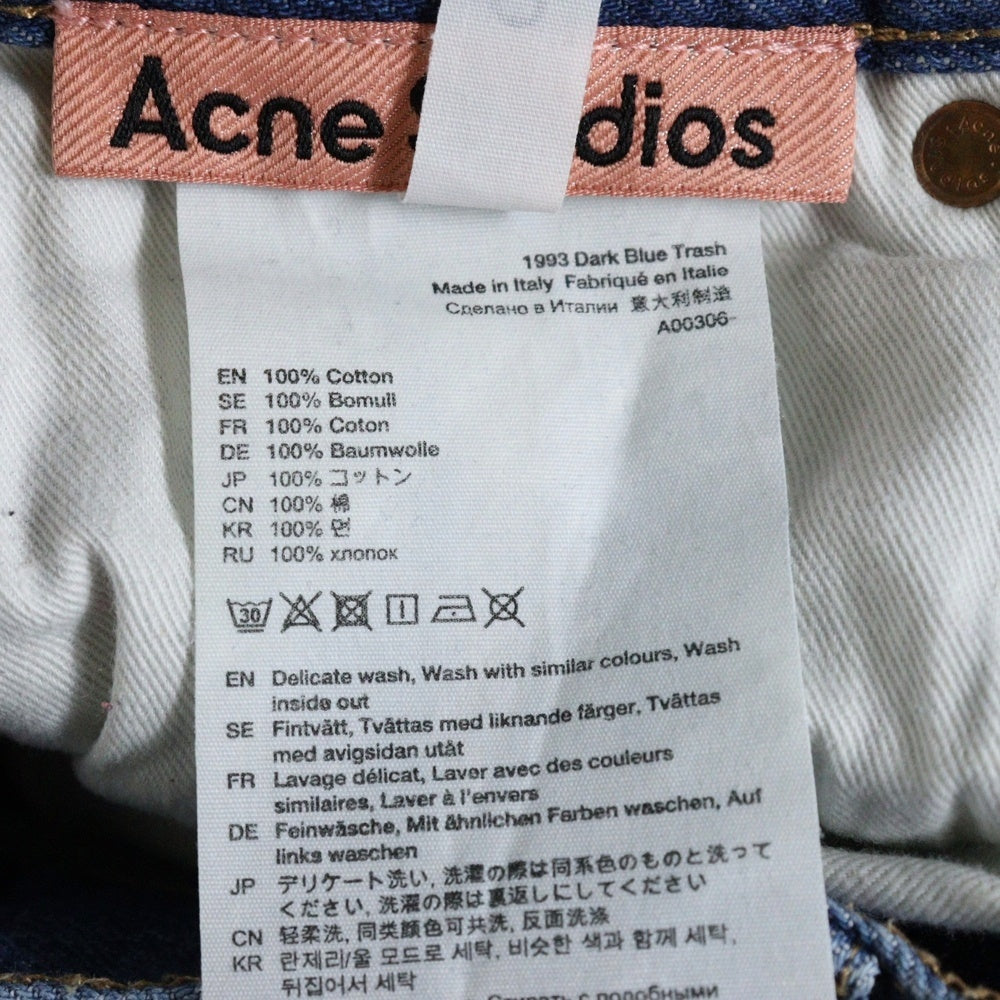 Acne Studios
1993 Dark Blue Trash
Made in Italy Fabriqué en Italie
Сделано в Италии 意大利制造
A00306-
EN 100% Cotton
SE 100% Bomull
FR 100% Coton
DE 100% Baumwolle
JP 100% コットン
CN 100% 棉
KR 100% 면
RU 100% хлопок
30
EN Delicate wash, Wash with similar colours, Wash
inside out
SE Fintvätt, Tvättas med liknande färger, Tvättas
med avigsidan utåt
FR Lavage délicat, Laver avec des couleurs
similaires, Laver à l'envers
DE Feinwäsche, Mit ähnlichen Farben waschen, Auf
links waschen
JP デリケート洗い, 洗濯の際は同系色のものと洗って
ください, 洗濯の際は裏返しにしてください
CN 轻柔洗, 同类颜色可共洗, 反面洗涤
KR 란제리/울 모드로 세탁, 비슷한 색과 함께 세탁,
뒤집어서 세탁
с подобными